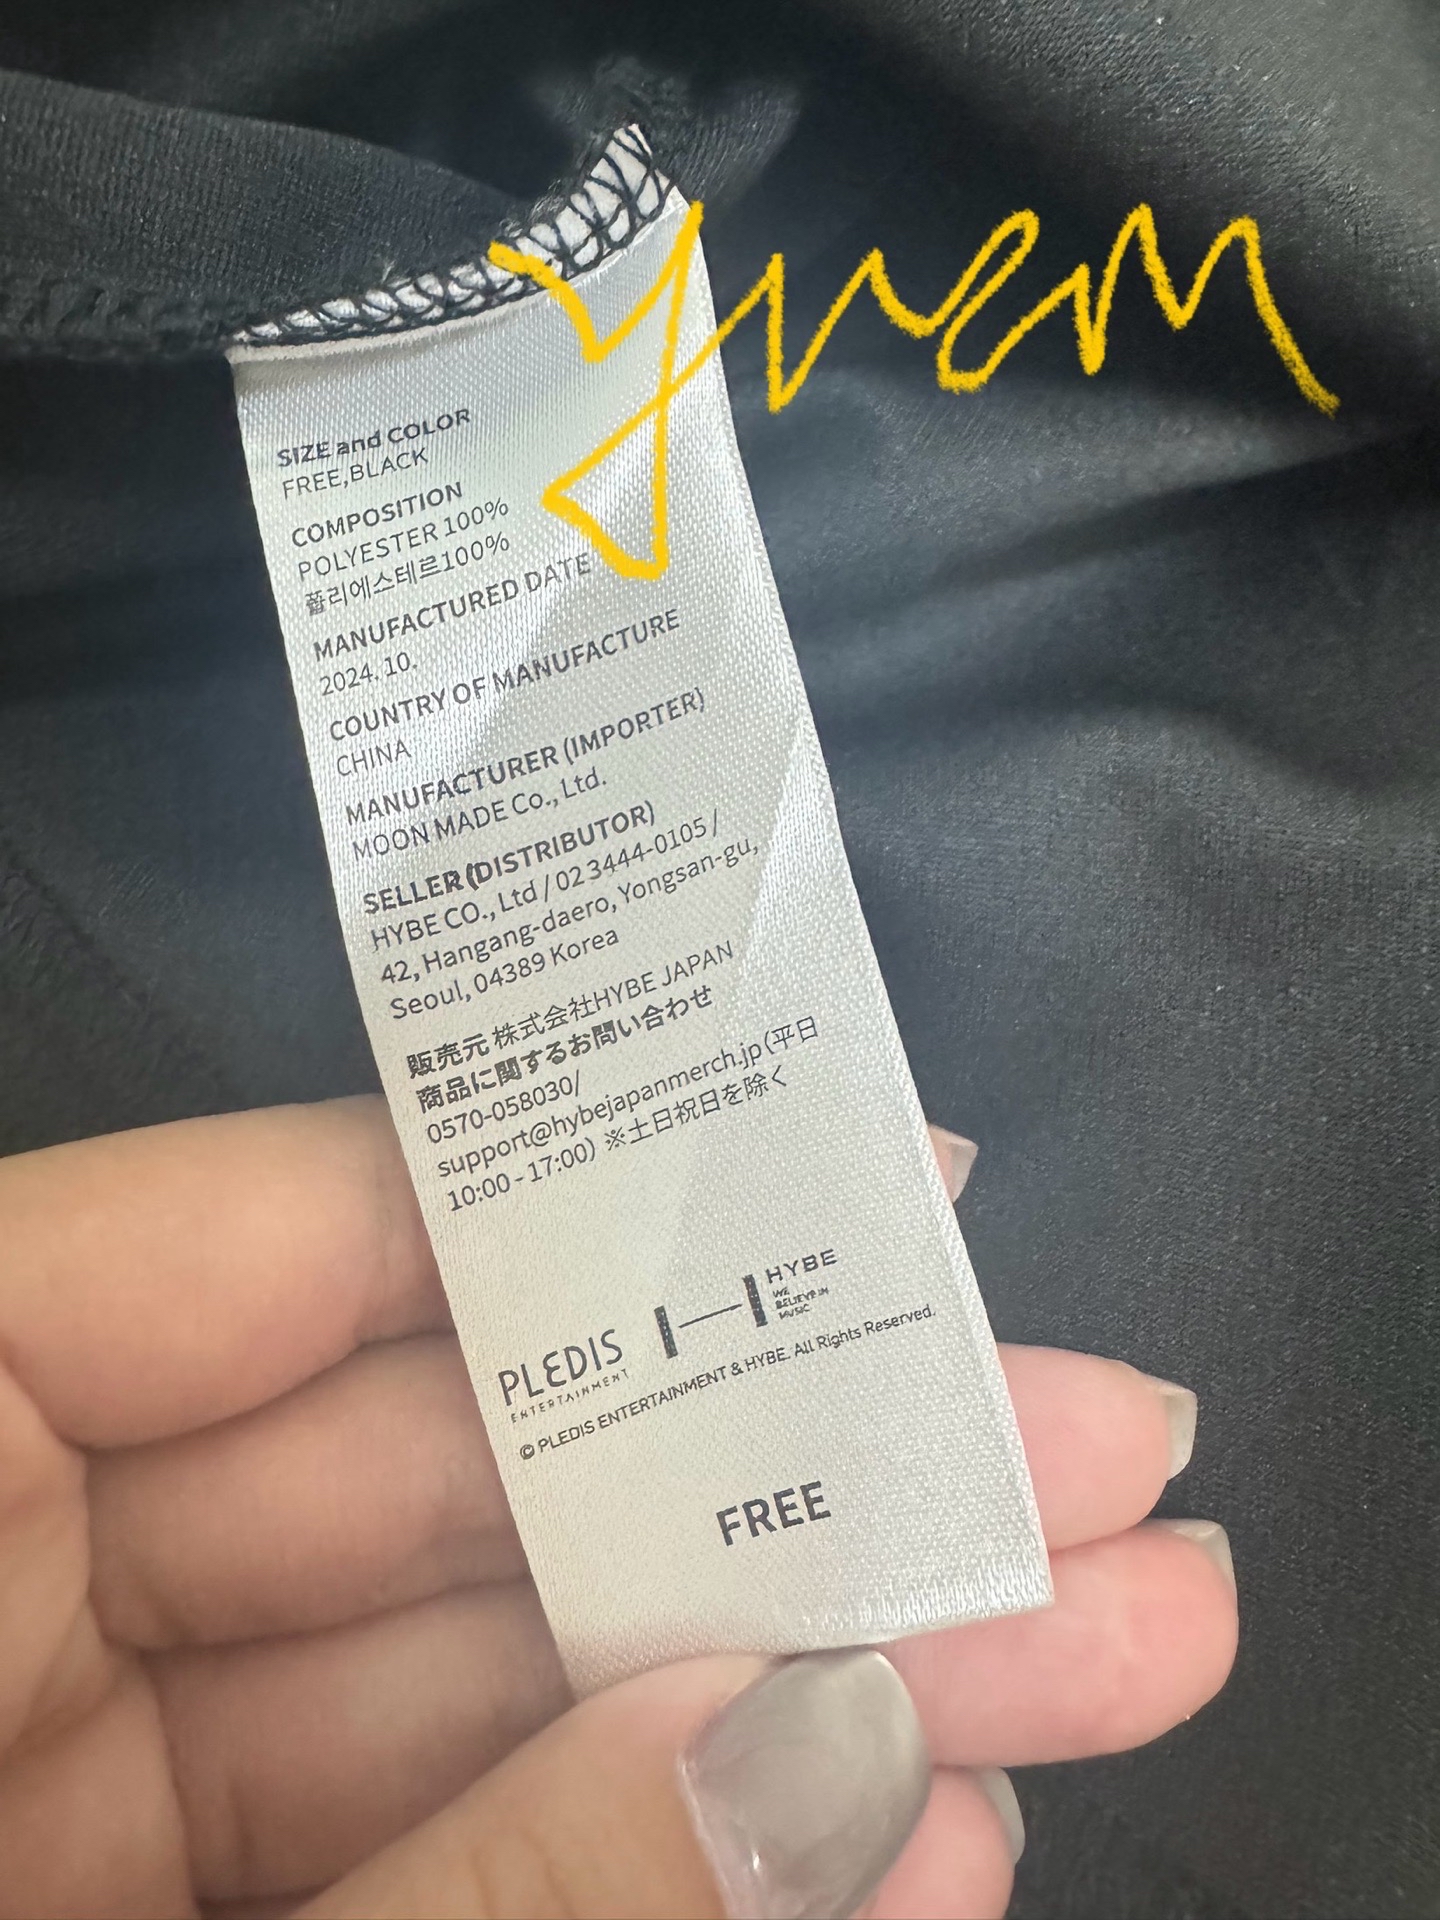 SIZE and COLOR
FREE,BLACK
COMPOSITION
POLYESTER 100%
폴리에스테르100%
MANUFACTURED DATE
2024. 10.
COUNTRY OF MANUFACTURE
CHINA
MANUFACTURER (IMPORTER)
MOON MADE Co., Ltd.
SELLER (DISTRIBUTOR)
HYBE CO., Ltd / 02 3444-0105 /
42, Hangang-daero, Yongsan-gu,
Seoul, 04389 Korea
販売元 株式会社HYBE JAPAN
商品に関するお問い合わせ
0570-058030/
support@hybejapanmerch.jp (平日
10:00 - 17:00) ※土日祝日を除く
PLEDIS
ENTERTAINMENT
HYBE
WE
BELIEVE IN
MUSIC
© PLEDIS ENTERTAINMENT & HYBE. All Rights Reserved.
FREE